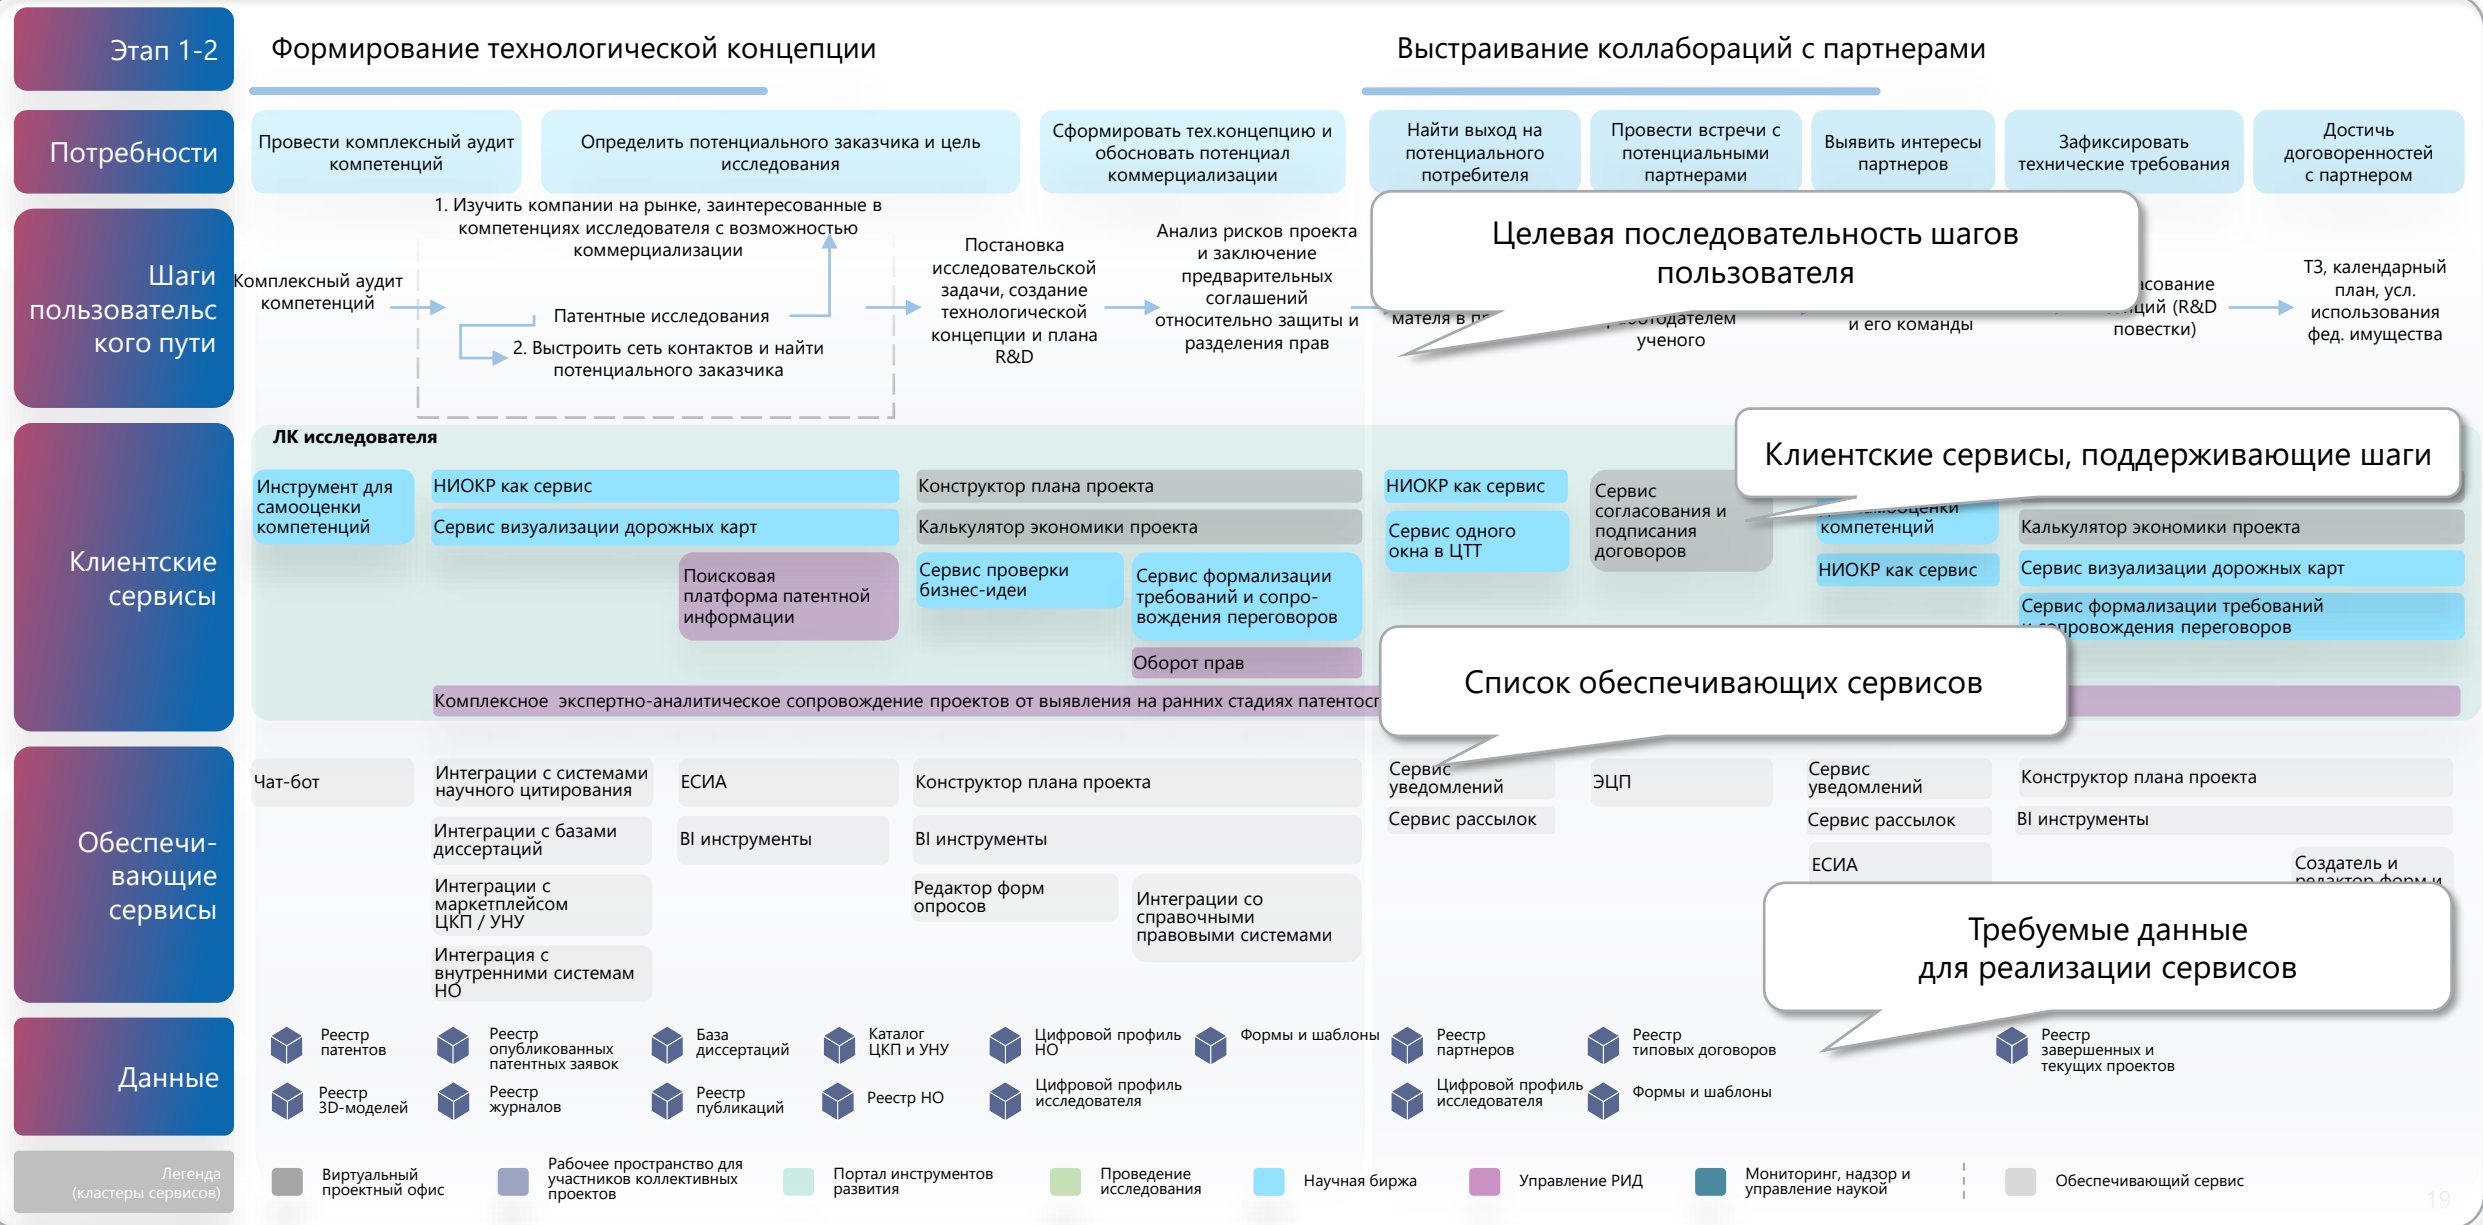 Этап 1-2
Формирование технологической концепции
Выстраивание коллабораций с партнерами
Потребности
Провести комплексный аудит
компетенций
Определить потенциального заказчика и цель
исследования
Сформировать тех.концепцию и
обосновать потенциал
коммерциализации
Найти выход на
потенциального
потребителя
Провести встречи с
потенциальными
партнерами
Выявить интересы
партнеров
Зафиксировать
технические требования
Достичь
договоренностей
с партнером
Шаги
пользовательс
кого пути
Комплексный аудит
компетенций
1. Изучить компании на рынке, заинтересованные в
компетенциях исследователя с возможностью
коммерциализации
Патентные исследования
2. Выстроить сеть контактов и найти
потенциального заказчика
Постановка
исследовательской
задачи, создание
технологической
концепции и плана
R&D
Анализ рисков проекта
и заключение
предварительных
соглашений
относительно защиты и
разделения прав
Целевая последовательность шагов
пользователя
ученого
и его команды
(R&D
повестки)
ТЗ, календарный
план, усл.
использования
фед. имущества
Клиентские
сервисы
ЛК исследователя
Инструмент для
самооценки
компетенций
НИОКР как сервис
Сервис визуализации дорожных карт
Поисковая
платформа патентной
информации
Конструктор плана проекта
Калькулятор экономики проекта
Сервис проверки
бизнес-идеи
Сервис формализации
требований и сопро-
вождения переговоров
Оборот прав
Комплексное экспертно-аналитическое сопровождение проектов от выявления на ранних стадиях
НИОКР как сервис
Сервис одного
окна в ЦТТ
Сервис
согласования и
подписания
договоров
Клиентские сервисы, поддерживающие шаги
компетенций
НИОКР как сервис
Калькулятор экономики проекта
Сервис визуализации дорожных карт
Сервис формализации требований
сопровождения переговоров
Список обеспечивающих сервисов
Обеспечи-
вающие
сервисы
Чат-бот
Интеграции с системами
научного цитирования
Интеграции с базами
диссертаций
Интеграции с
маркетплейсом
ЦКП / УНУ
Интеграция с
внутренними системам
НО
ЕСИА
BI инструменты
Конструктор плана проекта
BI инструменты
Редактор форм
опросов
Интеграции со
справочными
правовыми системами
Сервис
уведомлений
Сервис рассылок
ЭЦП
Сервис
уведомлений
Сервис рассылок
ЕСИА
Конструктор плана проекта
BI инструменты
Создатель и
редактор форм и
Требуемые данные
для реализации сервисов
Данные
Реестр
патентов
Реестр
опубликованных
патентных заявок
База
диссертаций
Каталог
ЦКП и УНУ
Цифровой профиль
НО
Формы и шаблоны
Реестр
партнеров
Реестр
типовых договоров
Реестр
завершенных и
текущих проектов
Реестр
3D-моделей
Реестр
журналов
Реестр
публикаций
Реестр НО
Цифровой профиль
исследователя
Цифровой профиль
исследователя
Формы и шаблоны
Легенда
(кластеры сервисов)
Виртуальный
проектный офис
Рабочее пространство для
участников коллективных
проектов
Портал инструментов
развития
Проведение
исследования
Научная биржа
Управление РИД
Мониторинг, надзор и
управление наукой
Обеспечивающий сервис
19